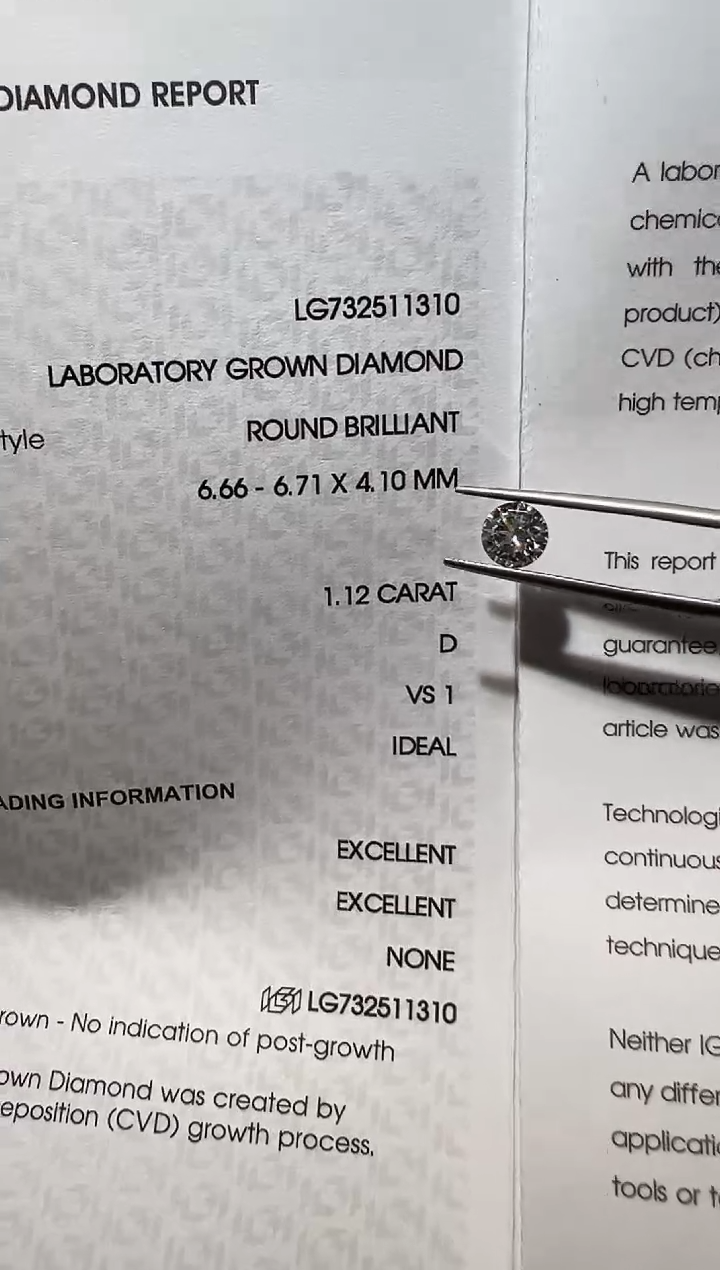 DIAMOND REPORT
LG732511310
LABORATORY GROWN DIAMOND
tyle ROUND BRILLIANT
6.66 - 6.71 X 4.10 MM
1.12 CARAT
D
VS 1
IDEAL
ADING INFORMATION
EXCELLENT
EXCELLENT
NONE
IGI LG732511310
rown - No indication of post-growth
own Diamond was created by
eposition (CVD) growth process.
A labor
chemic
with the
product)
CVD (ch
high temp
This report
guarantee
laboratorie
article was
Technologi
continuous
determine
technique
Neither IG
any differ
applicati
tools or t